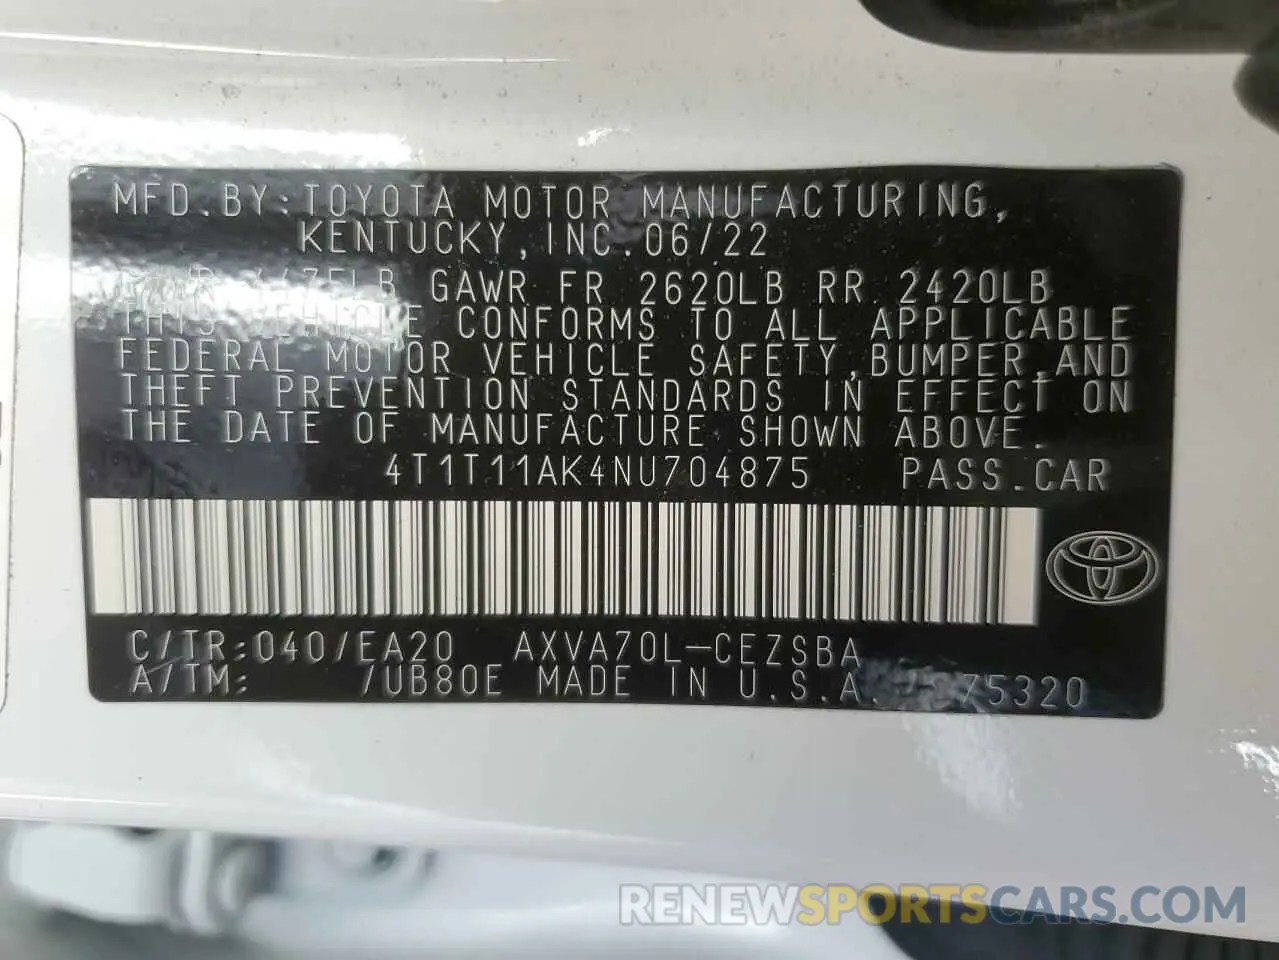 MFD.BY:TOYOTA MOTOR MANUFACTURING,
KENTUCKY,INC.06/22
GAWR FR 2620LB RR 2420LB
THIS VEHICLE CONFORMS TO ALL APPLICABLE
FEDERAL MOTOR VEHICLE SAFETY,BUMPER,AND
THEFT PREVENTION STANDARDS IN EFFECT ON
THE DATE OF MANUFACTURE SHOWN ABOVE.
4T1T11AK4NU704875 PASS.CAR
C/TR:040/EA20 AXVA70L-CEZSBA
A/TM: /UB80E MADE IN U.S.A.
RENEWSPORTSCARS.COM